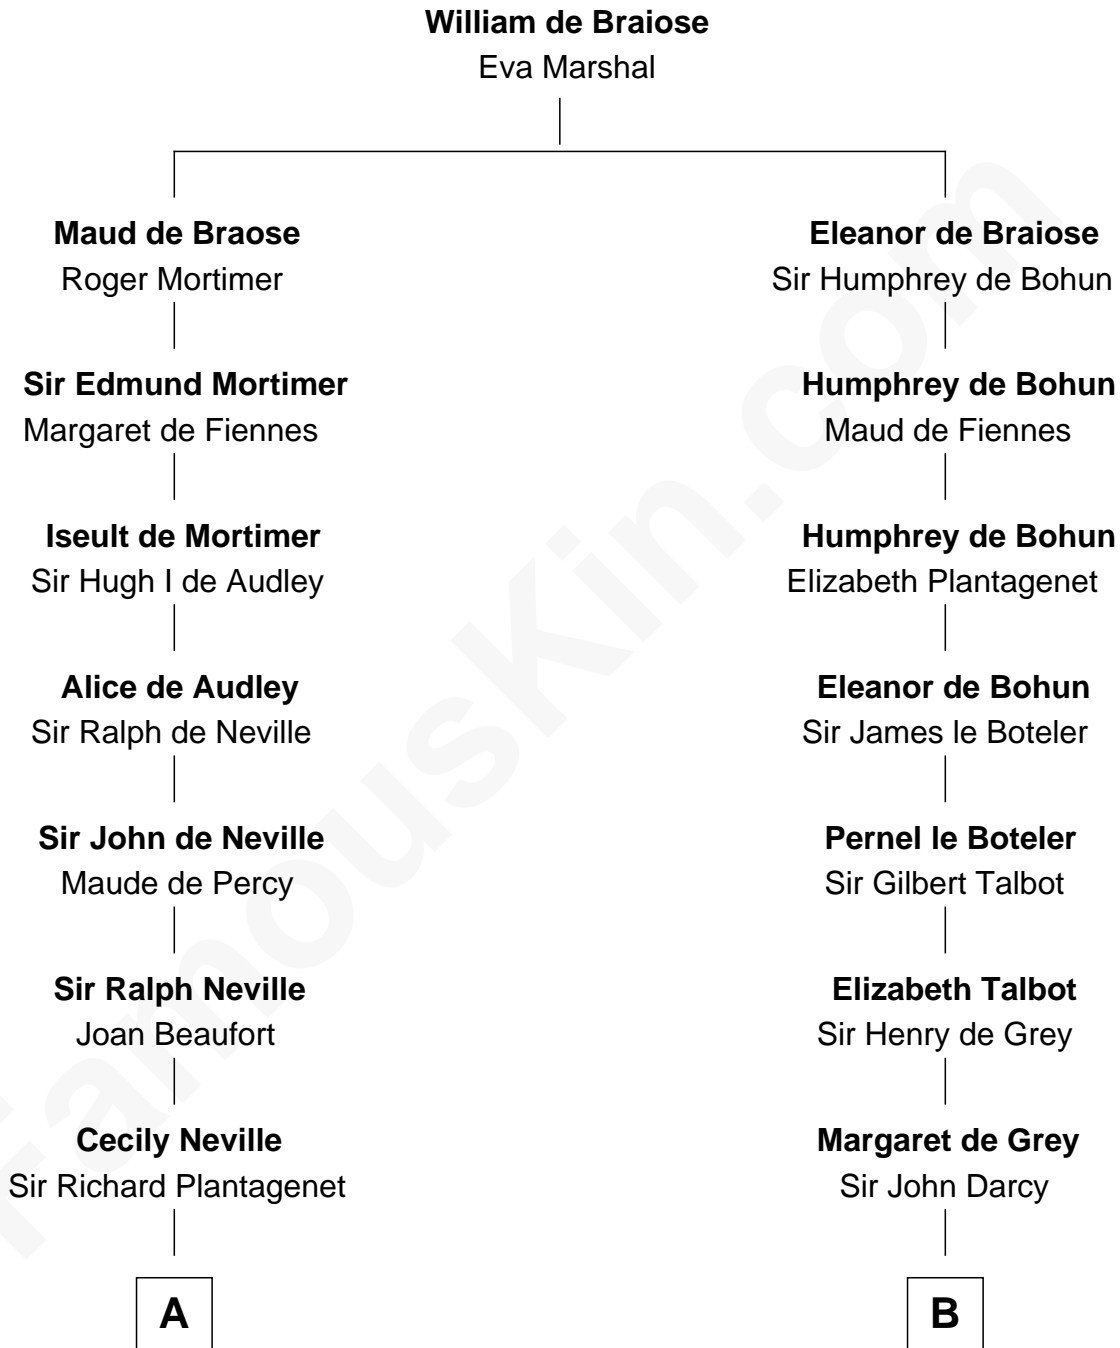 William de Braiose
Eva Marshal
Maud de Braose
Roger Mortimer
Eleanor de Braiose
Sir Humphrey de Bohun
Sir Edmund Mortimer
Margaret de Fiennes
Humphrey de Bohun
Maud de Fiennes
Iseult de Mortimer
Sir Hugh I de Audley
Humphrey de Bohun
Elizabeth Plantagenet
Alice de Audley
Sir Ralph de Neville
Eleanor de Bohun
Sir James le Boteler
Sir John de Neville
Maude de Percy
Pernel le Boteler
Sir Gilbert Talbot
Sir Ralph Neville
Joan Beaufort
Elizabeth Talbot
Sir Henry de Grey
Cecily Neville
Sir Richard Plantagenet
Margaret de Grey
Sir John Darcy
A
B
FamousKin.com